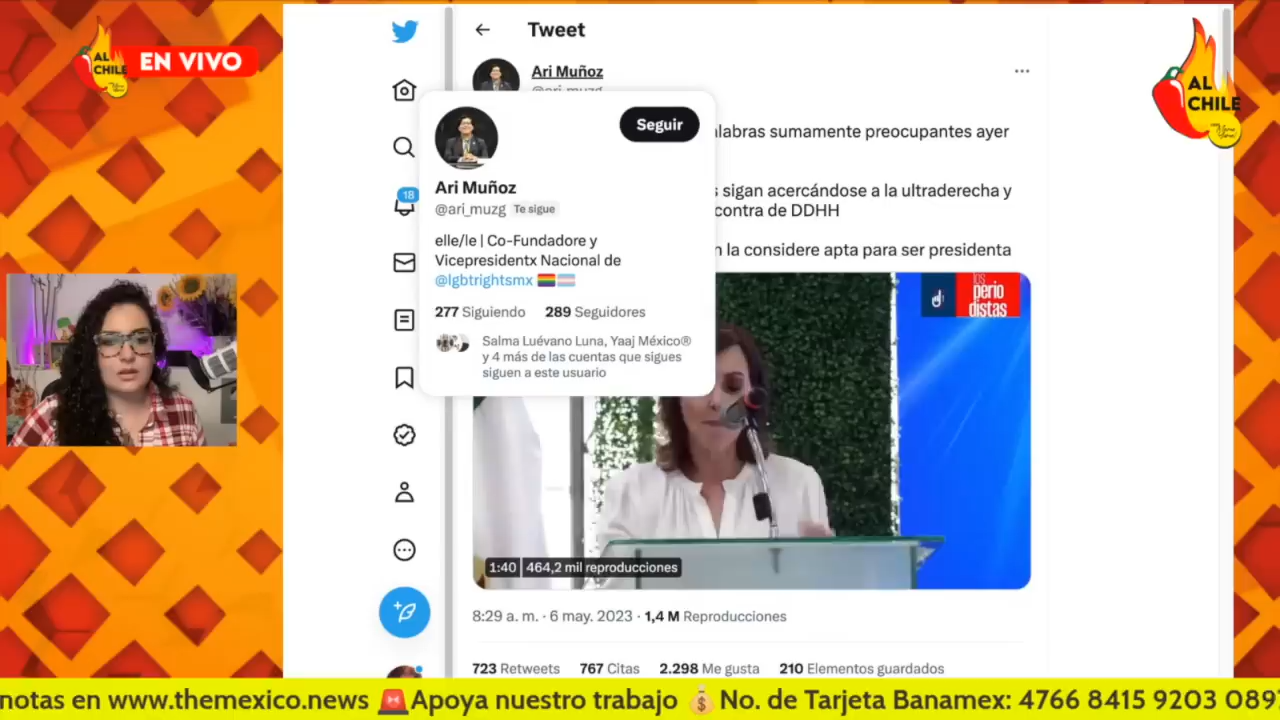 AL
CHILE
EN VIVO
Tweet
Ari Muñoz
@ari_muzg
Seguir
Ari Muñoz
@ari_muzg Te sigue
elle/le | Co-Fundadore y
Vicepresidentx Nacional de
@lgbtrightsmx
277 Siguiendo 289 Seguidores
Salma Luévano Luna, Yaaj México®
y 4 más de las cuentas que sigues
siguen a este usuario
18
sumamente preocupantes ayer
sigan acercándose a la ultraderecha y
contra de DDHH
la considere apta para ser presidenta
los
perio
distas
1:40 464,2 mil reproducciones
8:29 a. m. · 6 may. 2023 · 1,4 M Reproducciones
723 Retweets 767 Citas 2.298 Me gusta 210 Elementos guardados
AL
CHILE
notas en www.themexico.news 🚨Apoya nuestro trabajo 💰 No. de Tarjeta Banamex: 4766 8415 9203 089